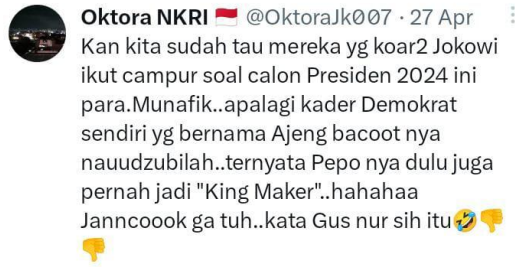 Oktora NKRI 🇮🇩 @OktoraJk007 · 27 Apr
Kan kita sudah tau mereka yg koar2 Jokowi
ikut campur soal calon Presiden 2024 ini
para.Munafik..apalagi kader Demokrat
sendiri yg bernama Ajeng bacoot nya
nauudzubilah..ternyata Pepo nya dulu juga
pernah jadi "King Maker"..hahahaa
Janncoook ga tuh..kata Gus nur sih itu🤣👎
👎